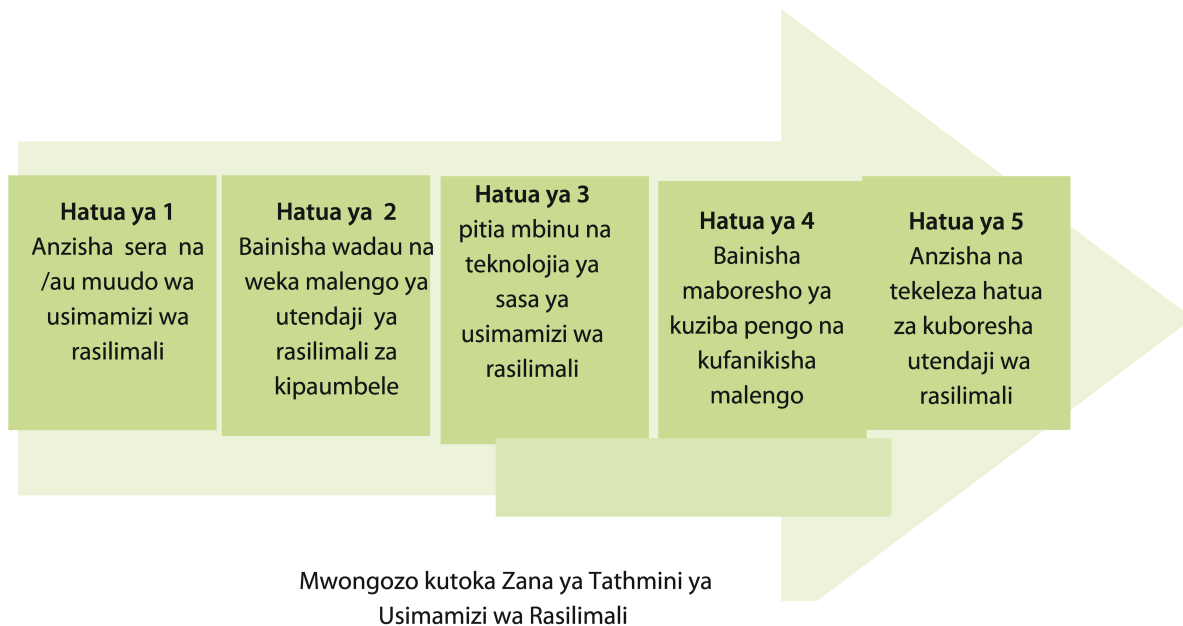 Hatua ya 1
Anzisha sera na
/au muudo wa
usimamizi wa
rasilimali
Hatua ya 2
Bainisha wadau na
weka malengo ya
utendaji ya
rasilimali za
kipaumbele
Hatua ya 3
pitia mbinu na
teknolojia ya
sasa ya
usimamizi wa
rasilimali
Hatua ya 4
Bainisha
maboresho ya
kuziba pengo na
kufanikisha
malengo
Hatua ya 5
Anzisha na
tekeleza hatua
za kuboresha
utendaji wa
rasilimali
Mwongozo kutoka Zana ya Tathmini ya
Usimamizi wa Rasilimali